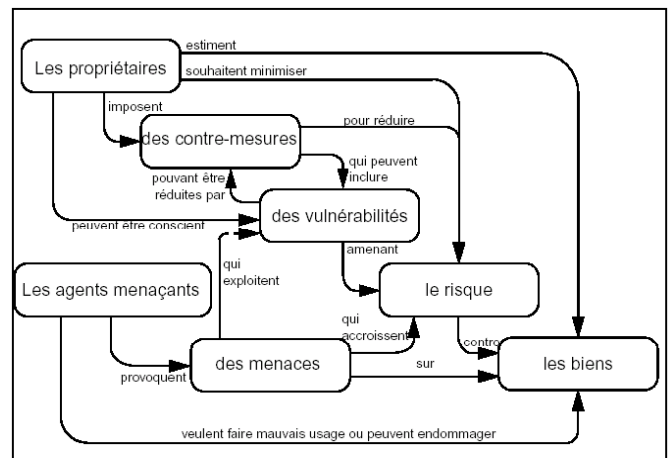 estiment
Les propriétaires
souhaitent minimiser
imposent
des contre-mesures
pour réduire
pouvant être
réduites par
qui peuvent
inclure
des vulnérabilités
peuvent être conscient
amenant
qui
exploitent
Les agents menaçants
le risque
qui
accroissent
contro
des menaces
provoquent
sur
les biens
veulent faire mauvais usage ou peuvent endommager